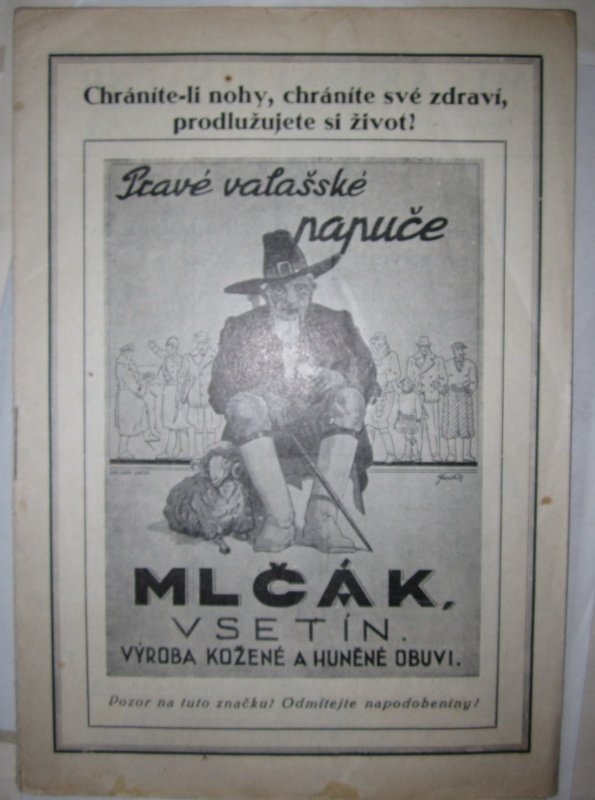 Chráníte-li nohy, chráníte své zdraví,
prodlužujete si život!
Pravé valašské
papuče
MLČÁK,
VSETÍN.
VÝROBA KOŽENÉ A HUNĚNÉ OBUVI.
Pozor na tuto značku! Odmítejte napodobeniny!